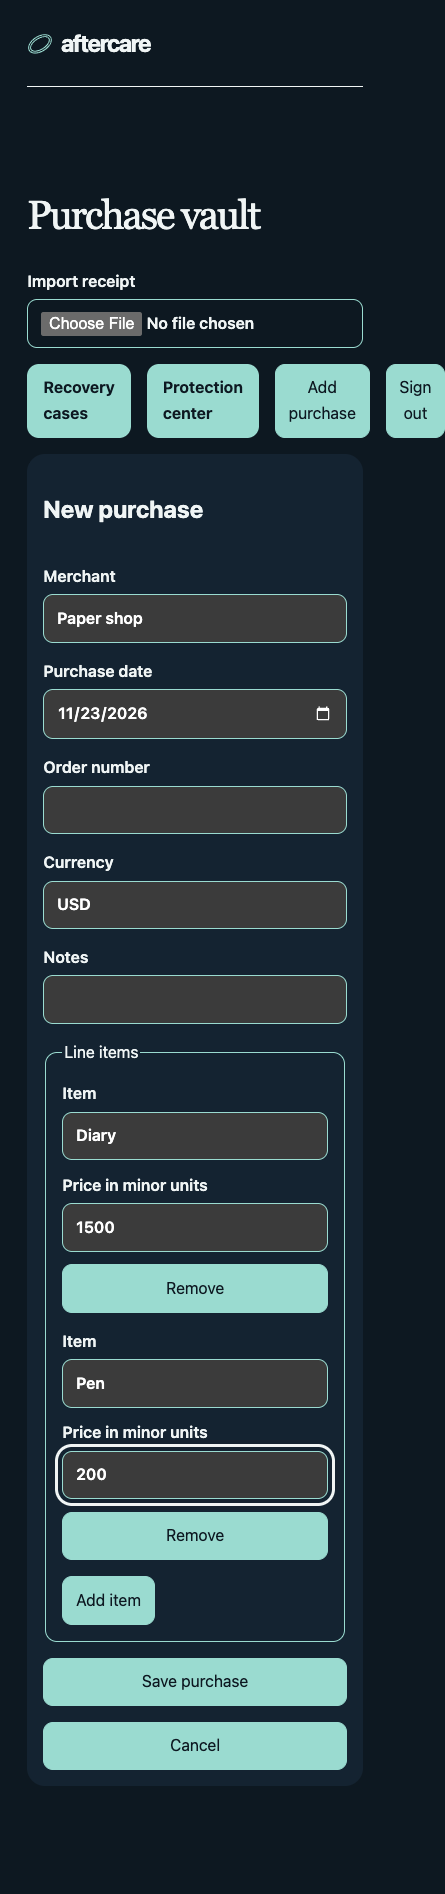 aftercare
Purchase vault
Import receipt
Choose File No file chosen
Recovery cases
Protection center
Add purchase
Sign out
New purchase
Merchant
Paper shop
Purchase date
11/23/2026
Order number
Currency
USD
Notes
Line items
Item
Diary
Price in minor units
1500
Remove
Item
Pen
Price in minor units
200
Remove
Add item
Save purchase
Cancel